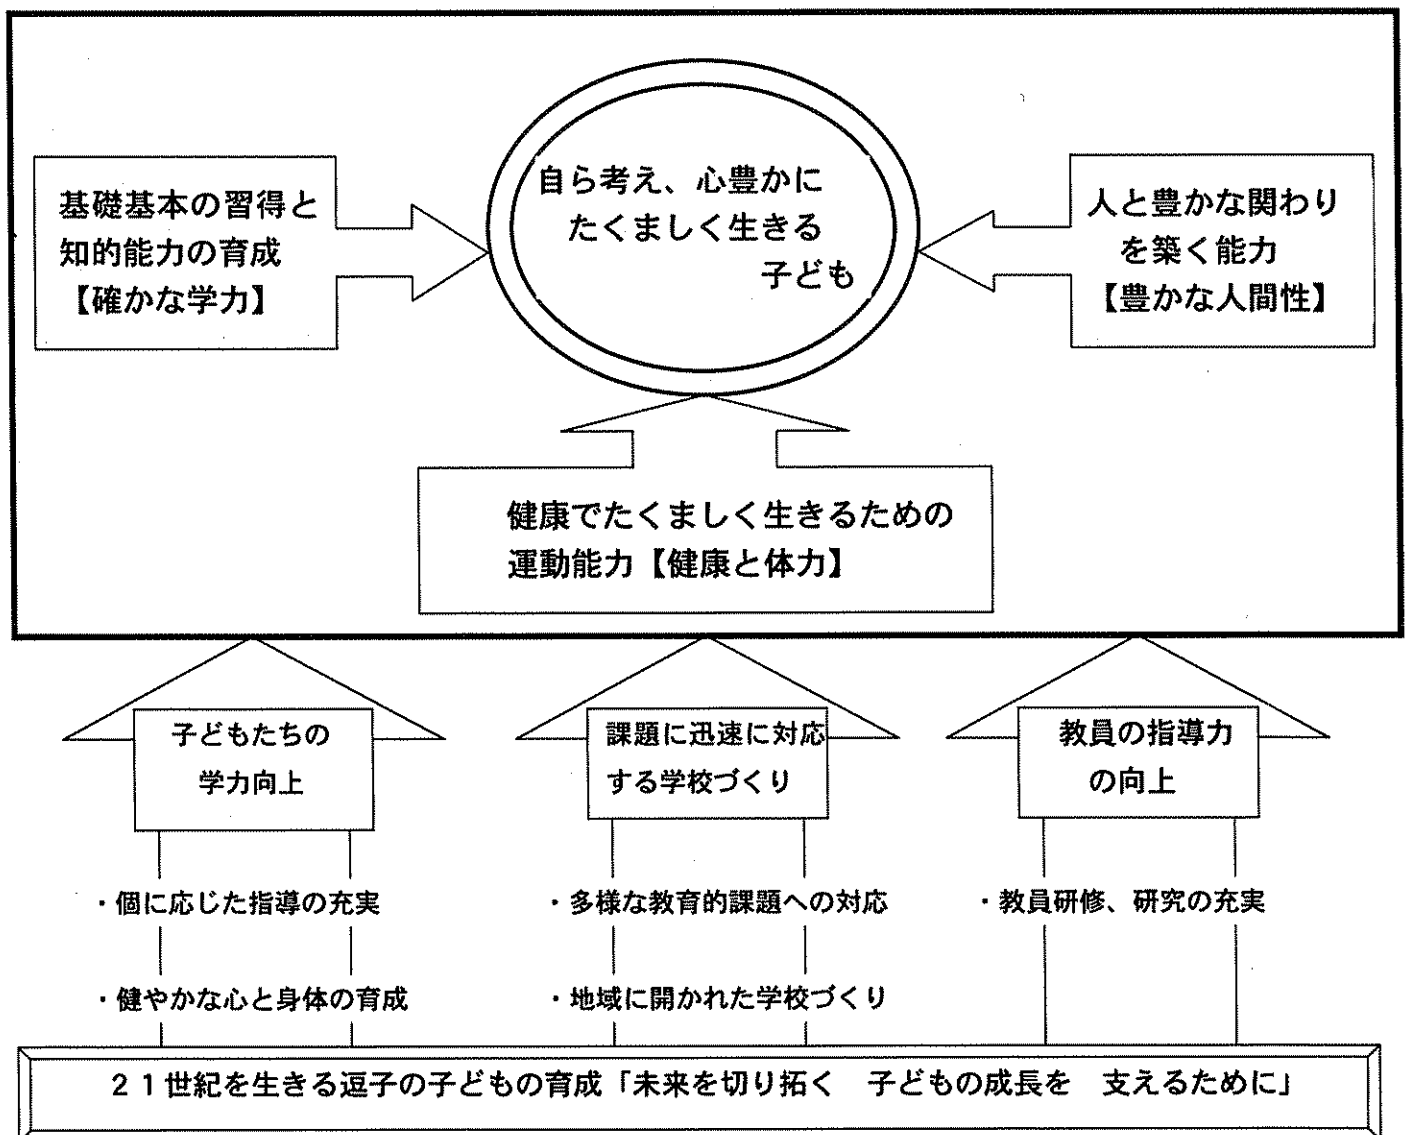 自ら考え、心豊かに
たくましく生きる
子ども
基礎基本の習得と
知的能力の育成
【確かな学力】
人と豊かな関わり
を築く能力
【豊かな人間性】
健康でたくましく生きるための
運動能力【健康と体力】
子どもたちの
学力向上
課題に迅速に対応
する学校づくり
教員の指導力
の向上
・個に応じた指導の充実
・健やかな心と身体の育成
・多様な教育的課題への対応
・地域に開かれた学校づくり
・教員研修、研究の充実
21世紀を生きる逗子の子どもの育成「未来を切り拓く　子どもの成長を　支えるために」